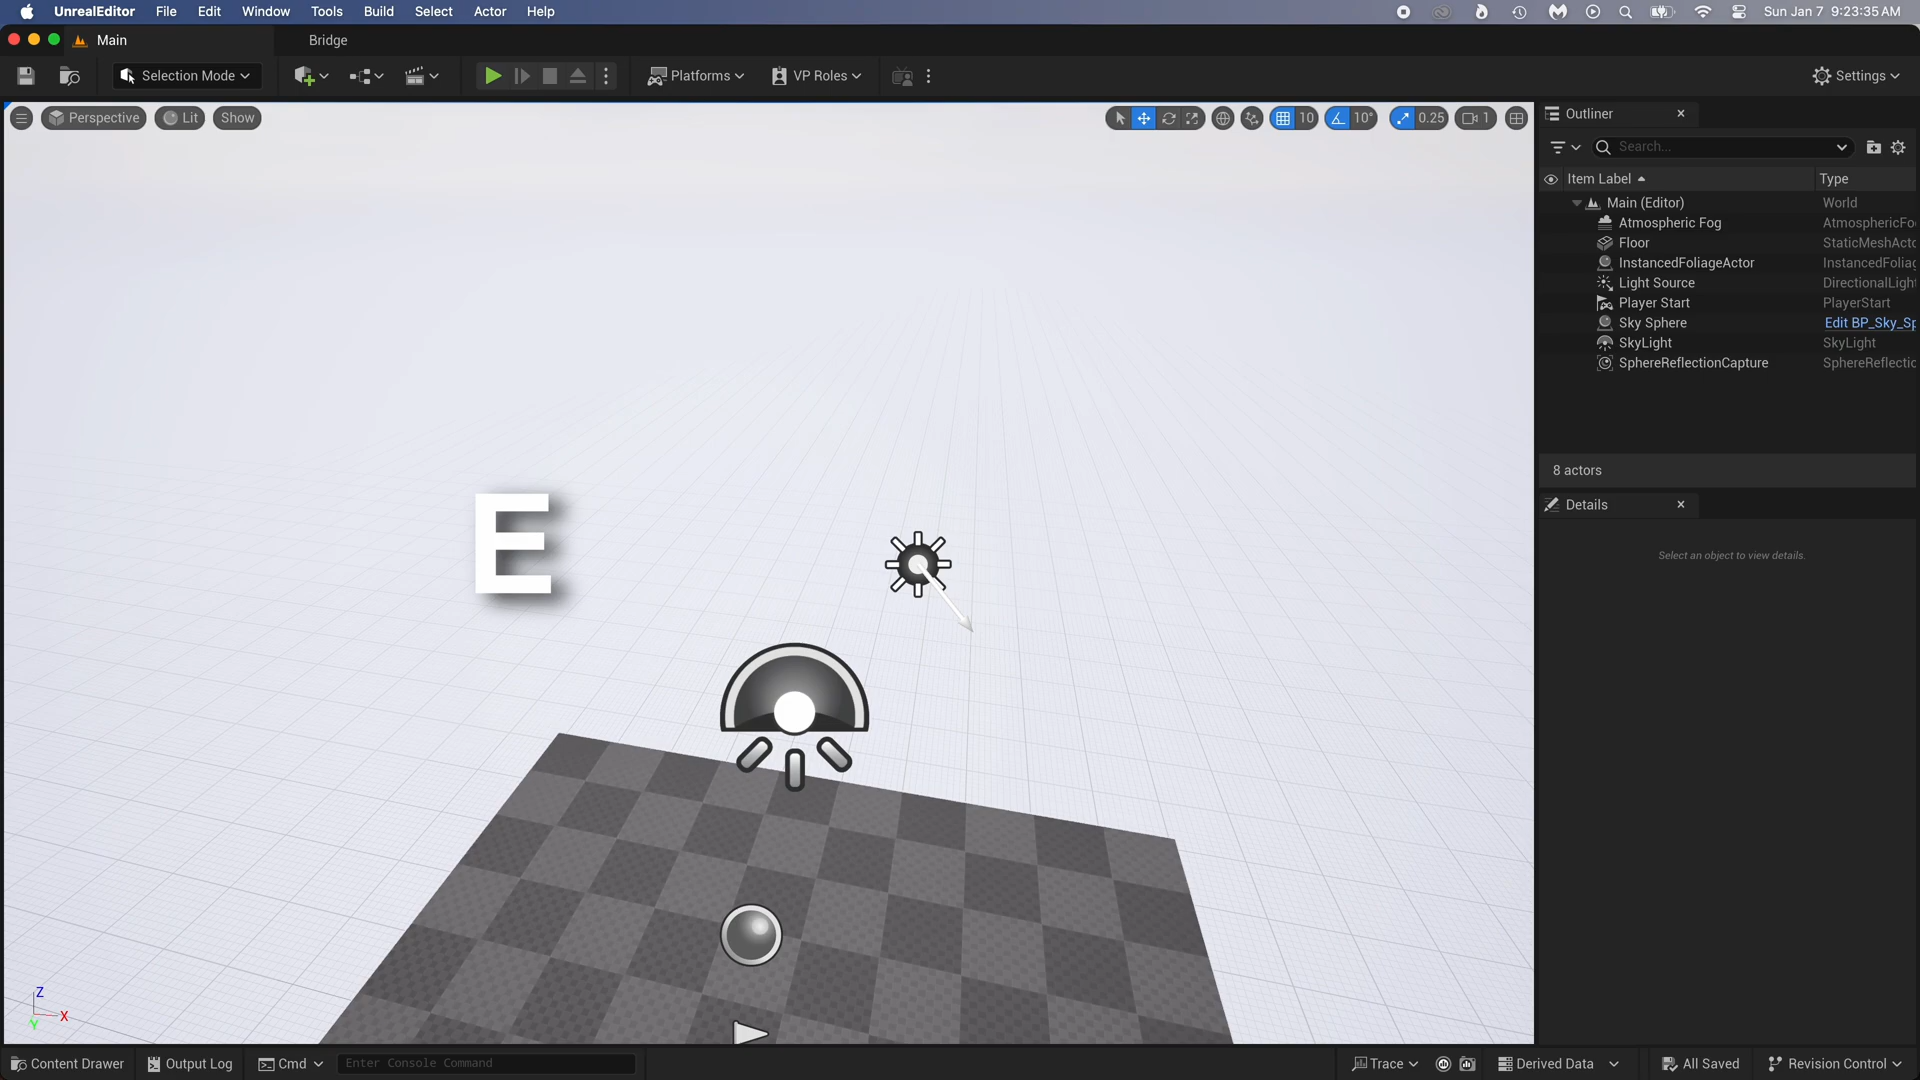 UnrealEditor File Edit Window Tools Build Select Actor Help Sun Jan 7 9:23:35 AM
Main Bridge
Selection Mode Platforms VP Roles Settings
Perspective Lit Show 10 10° 0.25 1
Outliner
Search...
Item Label Type
Main (Editor) World
Atmospheric Fog AtmosphericFo
Floor StaticMeshActo
InstancedFoliageActor InstancedFoliag
Light Source DirectionalLight
Player Start PlayerStart
Sky Sphere Edit BP_Sky_Sp
SkyLight SkyLight
SphereReflectionCapture SphereReflectic
8 actors
Details
Select an object to view details.
E
Z
X
Y
Content Drawer Output Log Cmd Enter Console Command Trace Derived Data All Saved Revision Control